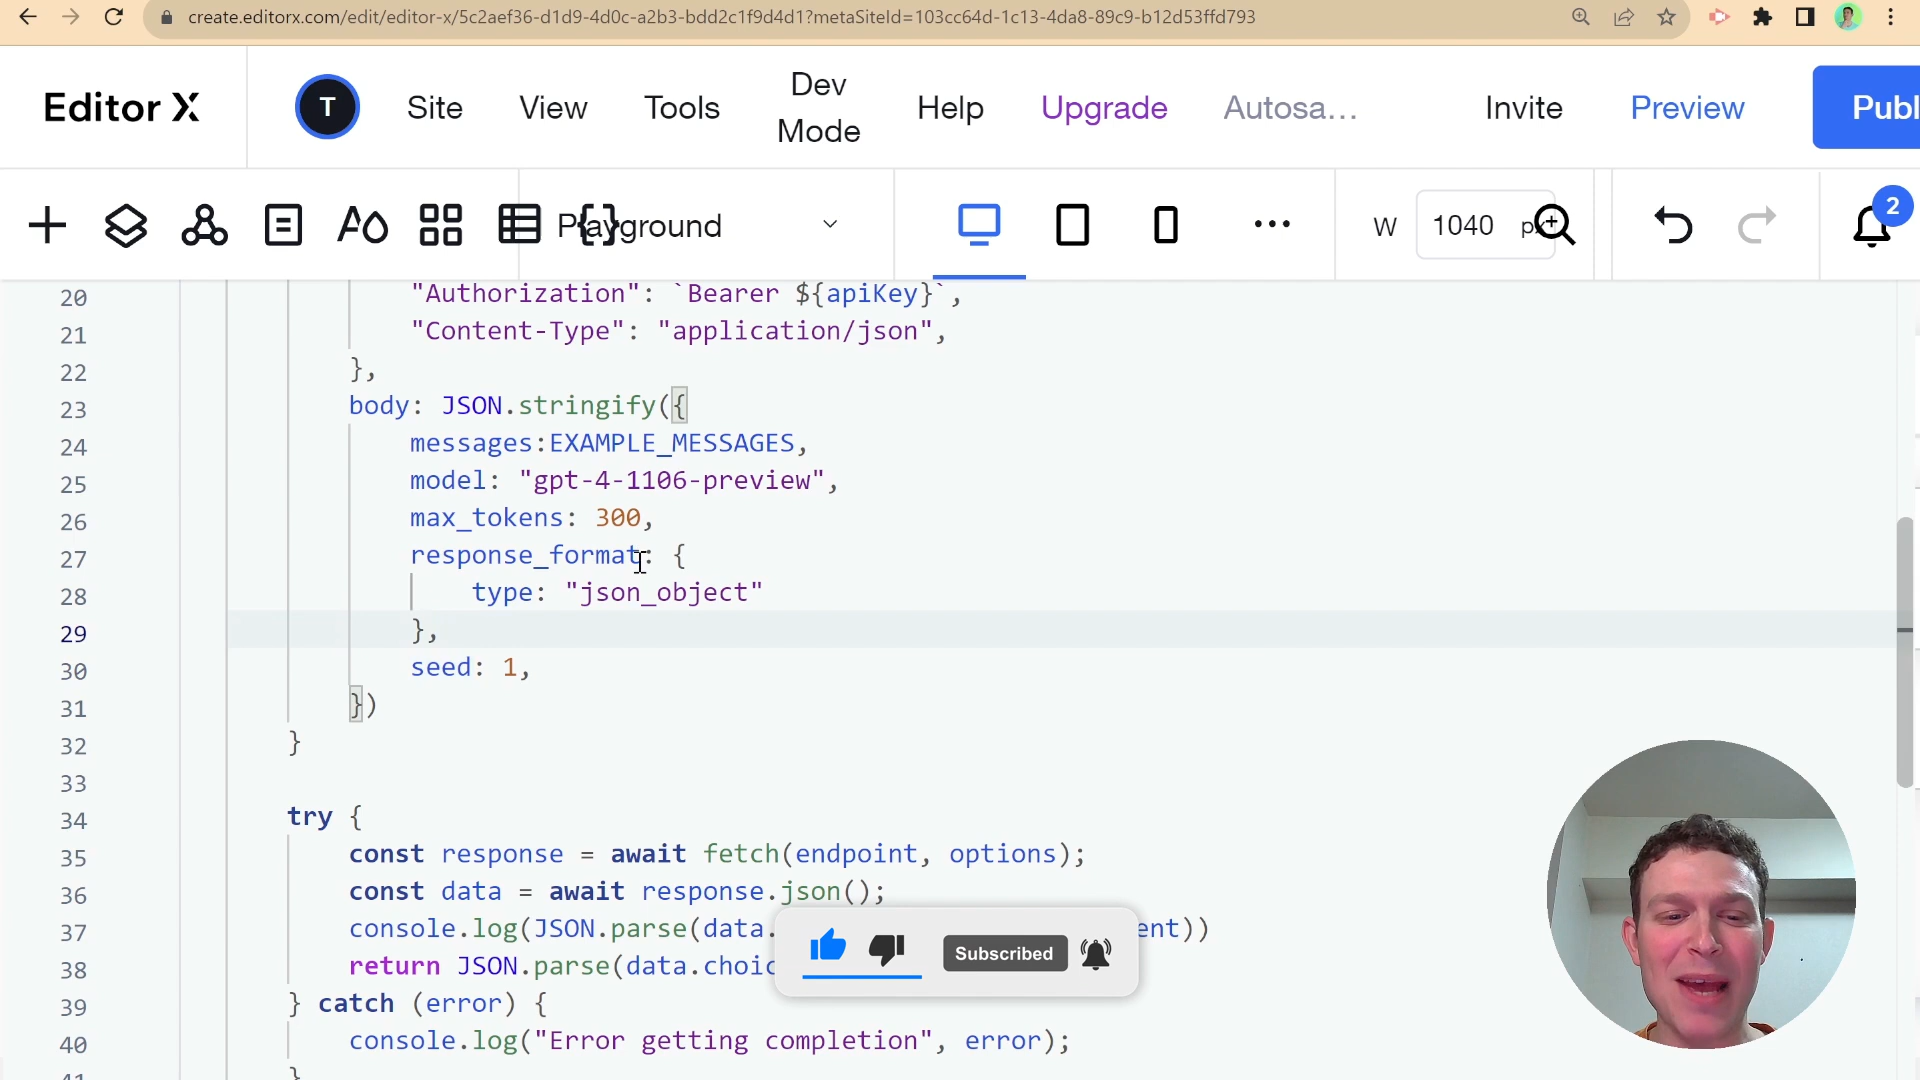 create.editorx.com/edit/editor-x/5c2aef36-d1d9-4d0c-a2b3-bdd2c1f9d4d1?metaSiteId=103cc64d-1c13-4da8-89c9-b12d53ffd793
Editor X
T
Site
View
Tools
Dev Mode
Help
Upgrade
Autosa...
Invite
Preview
Publ
Playground
W
1040
px
2
20 "Authorization": `Bearer ${apiKey}`,
21 "Content-Type": "application/json",
22 },
23 body: JSON.stringify({
24 messages:EXAMPLE_MESSAGES,
25 model: "gpt-4-1106-preview",
26 max_tokens: 300,
27 response_format: {
28 type: "json_object"
29 },
30 seed: 1,
31 })
32 }
33
34 try {
35 const response = await fetch(endpoint, options);
36 const data = await response.json();
37 console.log(JSON.parse(data. ent))
38 return JSON.parse(data.choic
39 } catch (error) {
40 console.log("Error getting completion", error);
41 }
Subscribed